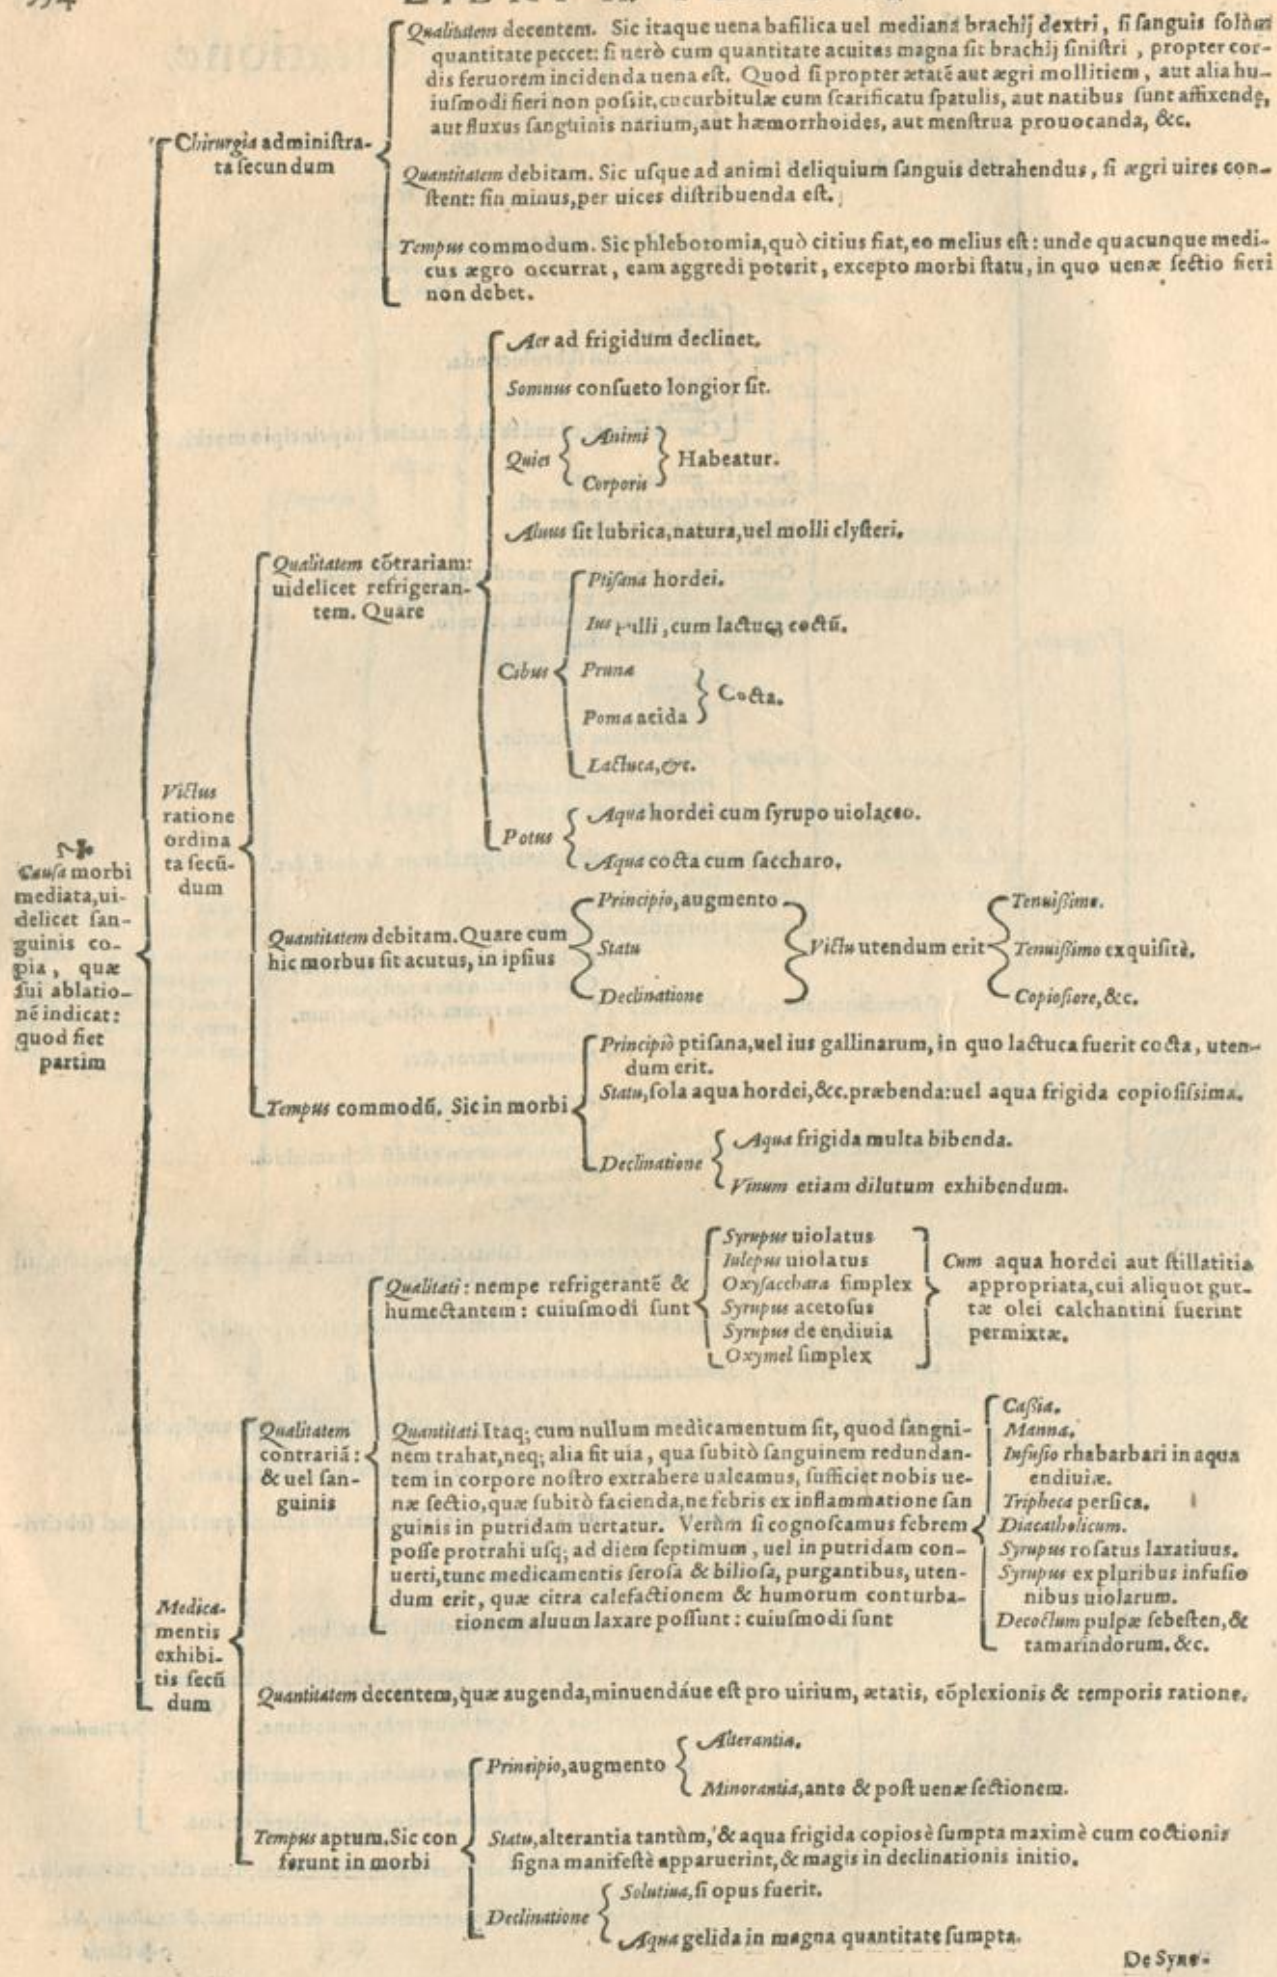 Qualitatem decentem. Sic itaque uena baſilica uel mediana brachij dextri, ſi ſanguis ſolùm
quantitate peccet: ſi uerò cum quantitate acuitas magna ſit brachij ſiniſtri, propter cor-
dis feruorem incidenda uena eſt. Quod ſi propter ætatē aut ægri mollitiem, aut alia hu-
iuſmodi fieri non poſsit, cucurbitulæ cum ſcarificatu ſpatulis, aut natibus ſunt affixendę,
aut fluxus ſanguinis narium, aut hæmorrhoides, aut menſtrua prouocanda, &c.
Chirurgia adminiſtra-
ta ſecundum
Quantitatem debitam. Sic uſque ad animi deliquium ſanguis detrahendus, ſi ægri uires con-
ſtent: ſin minus, per uices diſtribuenda eſt.
Tempus commodum. Sic phlebotomia, quò citius fiat, eo melius eſt: unde quacunque medi-
cus ægro occurrat, eam aggredi poterit, excepto morbi ſtatu, in quo uenæ ſectio fieri
non debet.
Aer ad frigidum declinet.
Somnus conſueto longior ſit.
Quies
Animi
Corporis
Habeatur.
Aluus ſit lubrica, natura, uel molli clyſteri.
Qualitatem cōtrariam:
uidelicet refrigeran-
tem. Quare
Ptiſana hordei.
Ius pulli, cum lactuca coctū.
Cibus
Pruna
Poma acida
Cocta.
Lactuca, &c.
Potus
Aqua hordei cum ſyrupo uiolaceo.
Aqua cocta cum ſaccharo.
Victus
ratione
ordina
ta ſecū-
dum
Cauſa morbi
mediata, ui-
delicet ſan-
guinis co-
pia, quæ
ſui ablatio-
nē indicat:
quod fiet
partim
Quantitatem debitam. Quare cum
hic morbus ſit acutus, in ipſius
Principio, augmento
Statu
Declinatione
Victu utendum erit
Tenuiſsimo.
Tenuiſsimo exquiſitè.
Copioſiore, &c.
Tempus commodū. Sic in morbi
Principiò ptiſana, uel ius gallinarum, in quo lactuca fuerit cocta, uten-
dum erit.
Statu, ſola aqua hordei, &c. præbenda: uel aqua frigida copioſiſsima.
Declinatione
Aqua frigida multa bibenda.
Vinum etiam dilutum exhibendum.
Qualitati: nempe refrigerantē &
humectantem: cuiuſmodi ſunt
Syrupus uiolatus
Iulepus uiolatus
Oxyſacchara ſimplex
Syrupus acetoſus
Syrupus de endiuia
Oxymel ſimplex
Cum aqua hordei aut ſtillatitia
appropriata, cui aliquot gut-
tæ olei calchantini fuerint
permixtæ.
Qualitatem
contrariā:
& uel ſan-
guinis
Quantitati. Itaq; cum nullum medicamentum ſit, quod ſangui-
nem trahat, neq; alia ſit uia, qua ſubitò ſanguinem redundan-
tem in corpore noſtro extrahere ualeamus, ſufficiet nobis ue-
næ ſectio, quæ ſubitò facienda, ne febris ex inflammatione ſan
guinis in putridam uertatur. Verùm ſi cognoſcamus febrem
poſſe protrahi uſq; ad diem ſeptimum, uel in putridam con-
uerti, tunc medicamentis ſeroſa & bilioſa, purgantibus, uten-
dum erit, quæ citra calefactionem & humorum conturba-
tionem aluum laxare poſſunt: cuiuſmodi ſunt
Caſsia.
Manna.
Infuſio rhabarbari in aqua
endiuiæ.
Tripheca perſica.
Diacatholicum.
Syrupus roſatus laxatiuus.
Syrupus ex pluribus infuſio
nibus uiolarum.
Decoctum pulpæ ſebeſten, &
tamarindorum. &c.
Medica-
mentis
exhibi-
tis ſecū
dum
Quantitatem decentem, quæ augenda, minuendáue eſt pro uirium, ætatis, cōplexionis & temporis ratione.
Tempus aptum. Sic con
ferunt in morbi
Principio, augmento
Alterantia.
Minorantia, ante & poſt uenæ ſectionem.
Statu, alterantia tantùm, & aqua frigida copioſè ſumpta maximè cum coctionis
ſigna manifeſtè apparuerint, & magis in declinationis initio.
Declinatione
Solutiua, ſi opus fuerit.
Aqua gelida in magna quantitate ſumpta.
De Syno-